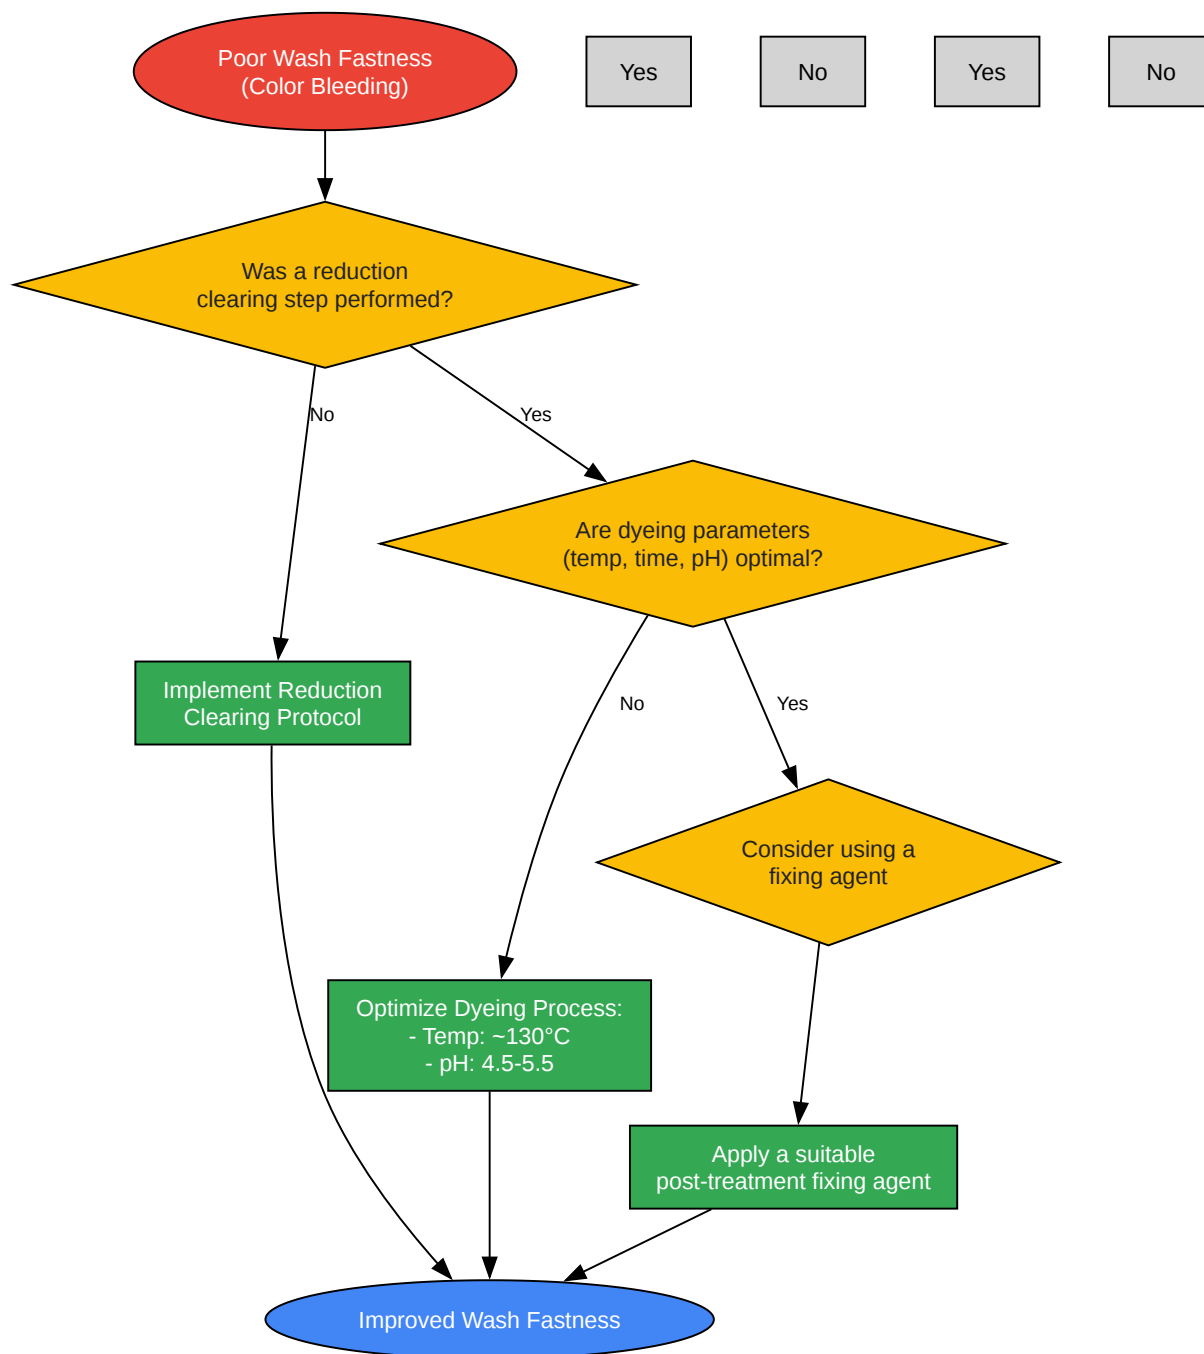 Poor Wash Fastness
(Color Bleeding)
Yes
No
Yes
No
Was a reduction
clearing step performed?
No
Yes
Are dyeing parameters
(temp, time, pH) optimal?
Implement Reduction
Clearing Protocol
No
Yes
Consider using a
fixing agent
Optimize Dyeing Process:
- Temp: ~130°C
- pH: 4.5-5.5
Apply a suitable
post-treatment fixing agent
Improved Wash Fastness